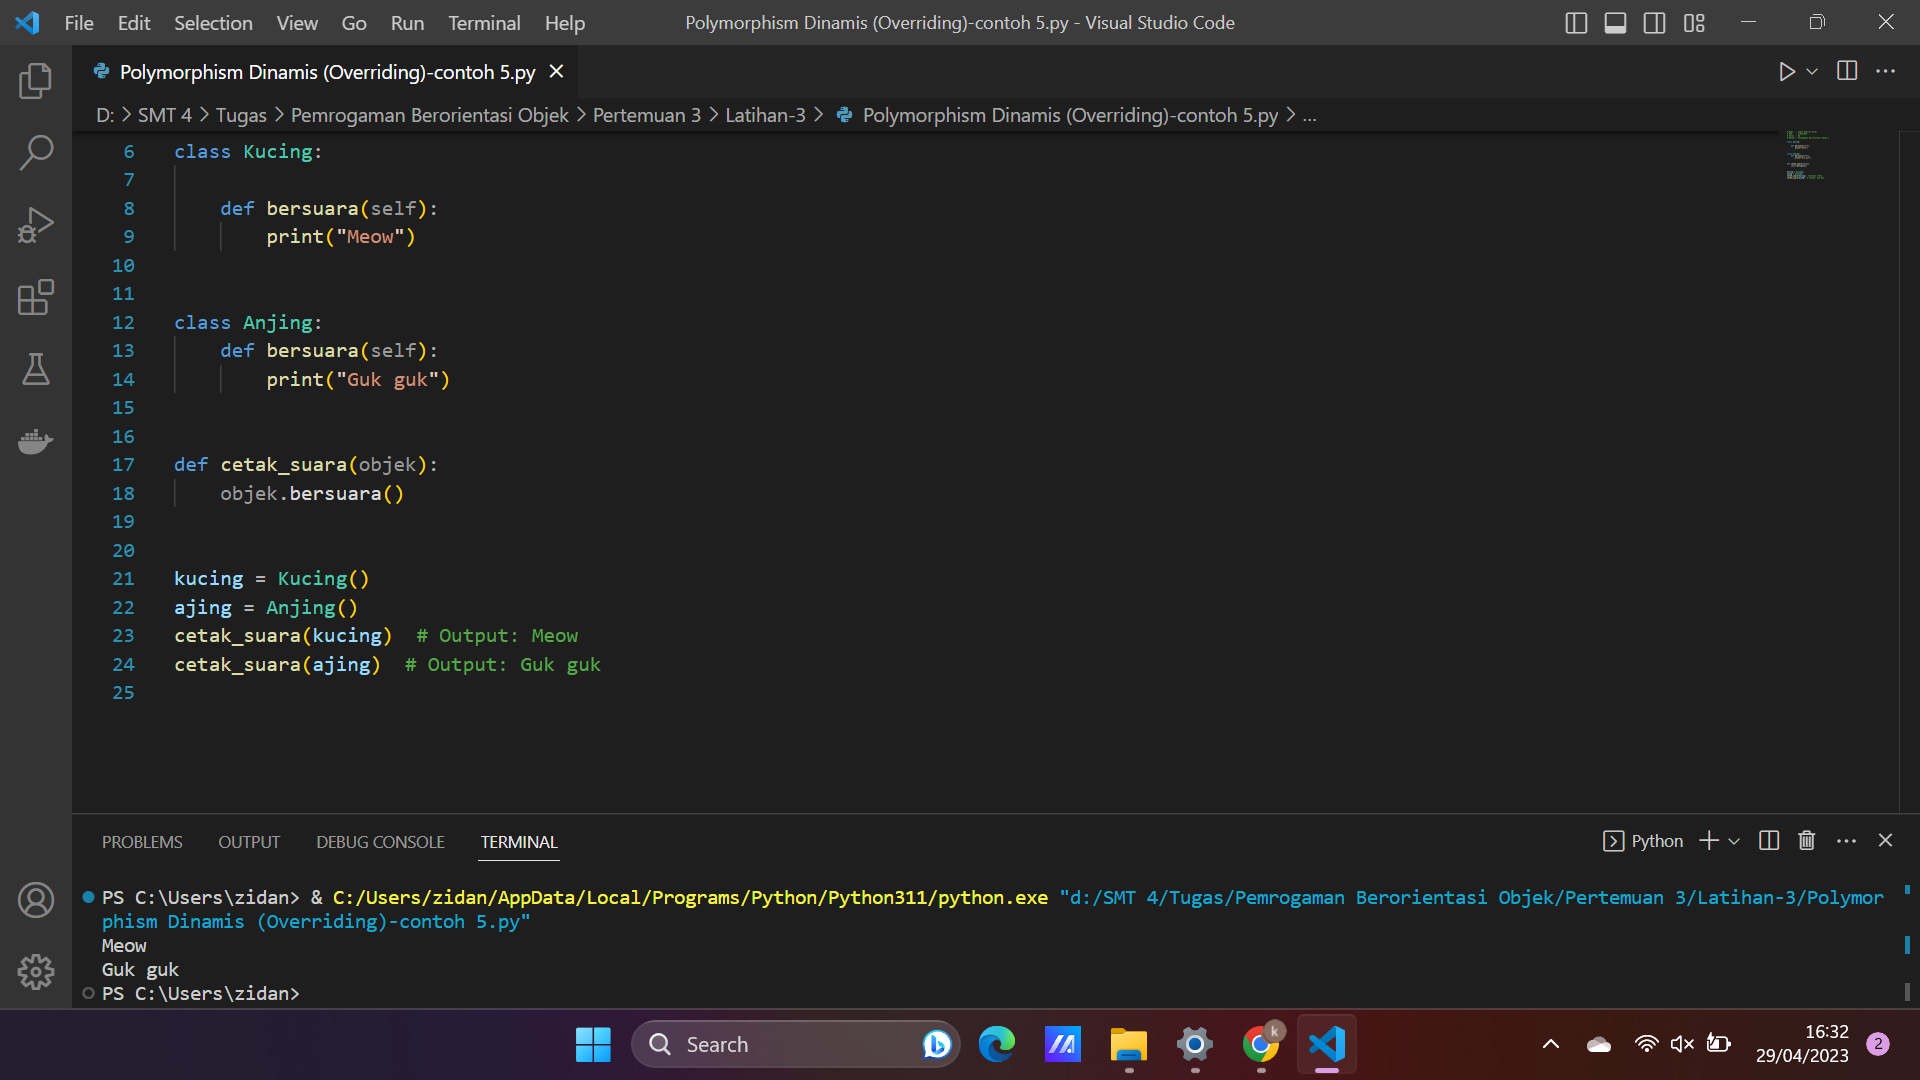 File Edit Selection View Go Run Terminal Help Polymorphism Dinamis (Overriding)-contoh 5.py - Visual Studio Code
Polymorphism Dinamis (Overriding)-contoh 5.py
D: > SMT 4 > Tugas > Pemrogaman Berorientasi Objek > Pertemuan 3 > Latihan-3 > Polymorphism Dinamis (Overriding)-contoh 5.py > ...
6 class Kucing:
7
8 def bersuara(self):
9 print("Meow")
10
11
12 class Anjing:
13 def bersuara(self):
14 print("Guk guk")
15
16
17 def cetak_suara(objek):
18 objek.bersuara()
19
20
21 kucing = Kucing()
22 ajing = Anjing()
23 cetak_suara(kucing) # Output: Meow
24 cetak_suara(ajing) # Output: Guk guk
25
PROBLEMS OUTPUT DEBUG CONSOLE TERMINAL Python
PS C:\Users\zidan> & C:/Users/zidan/AppData/Local/Programs/Python/Python311/python.exe "d:/SMT 4/Tugas/Pemrogaman Berorientasi Objek/Pertemuan 3/Latihan-3/Polymor
phism Dinamis (Overriding)-contoh 5.py"
Meow
Guk guk
PS C:\Users\zidan>
Search k 16:32
29/04/2023 2